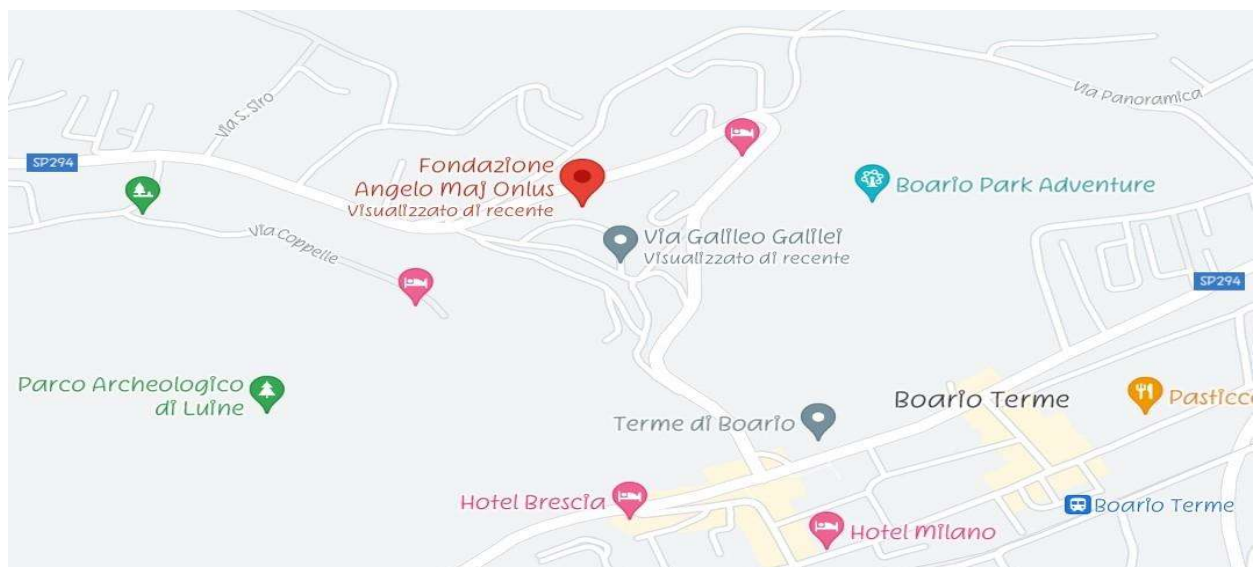 Via Panoramica
Via S. Siro
SP294
Fondazione
Angelo Maj Onlus
Visualizzato di recente
Boario Park Adventure
Via Coppelle
Via Galileo Galilei
Visualizzato di recente
SP294
Parco Archeologico
di Luine
Boario Terme
Pasticce
Terme di Boario
Hotel Brescia
Boario Terme
Hotel Milano